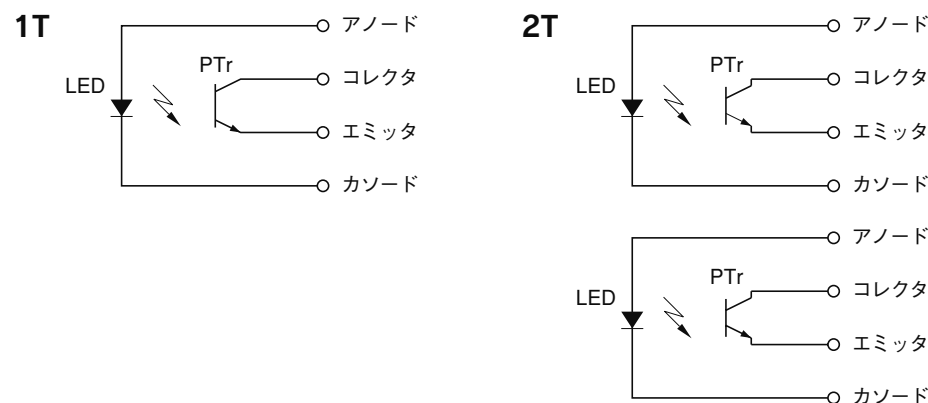 1T
アノード
PTr
コレクタ
LED
エミッタ
カソード
2T
アノード
PTr
コレクタ
LED
エミッタ
カソード
アノード
PTr
コレクタ
LED
エミッタ
カソード